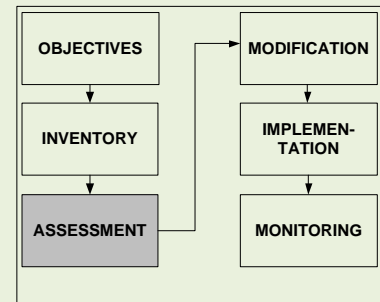 OBJECTIVES
INVENTORY
ASSESSMENT
MODIFICATION
IMPLEMEN-
TATION
MONITORING